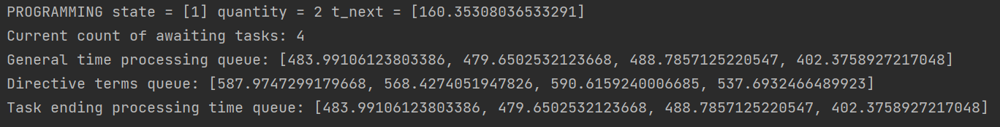 PROGRAMMING state = [1] quantity = 2 t_next = [160.35308036533291]
Current count of awaiting tasks: 4
General time processing queue: [483.99106123803386, 479.6502532123668, 488.7857125220547, 402.3758927217048]
Directive terms queue: [587.9747299179668, 568.4274051947826, 590.6159240006685, 537.6932466489923]
Task ending processing time queue: [483.99106123803386, 479.6502532123668, 488.7857125220547, 402.3758927217048]